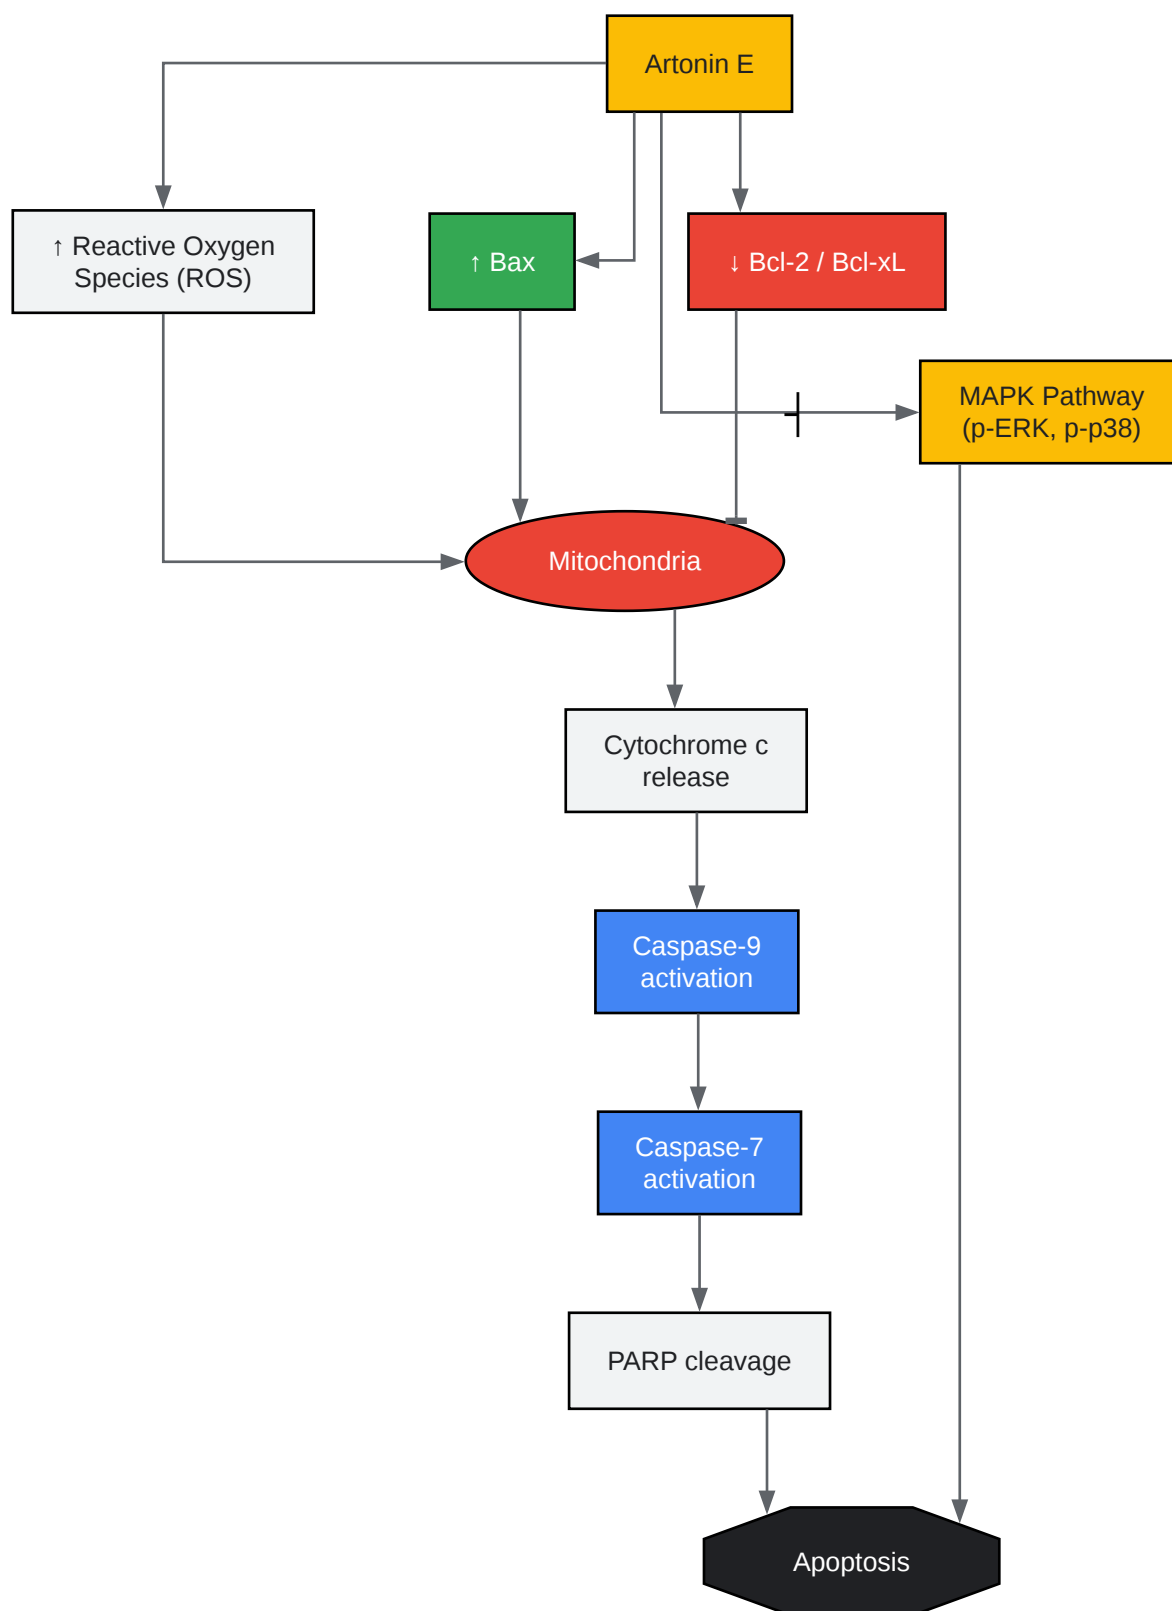 Artonin E
↑ Reactive Oxygen
Species (ROS)
↑ Bax
↓ Bcl-2 / Bcl-xL
MAPK Pathway
(p-ERK, p-p38)
Mitochondria
Cytochrome c
release
Caspase-9
activation
Caspase-7
activation
PARP cleavage
Apoptosis